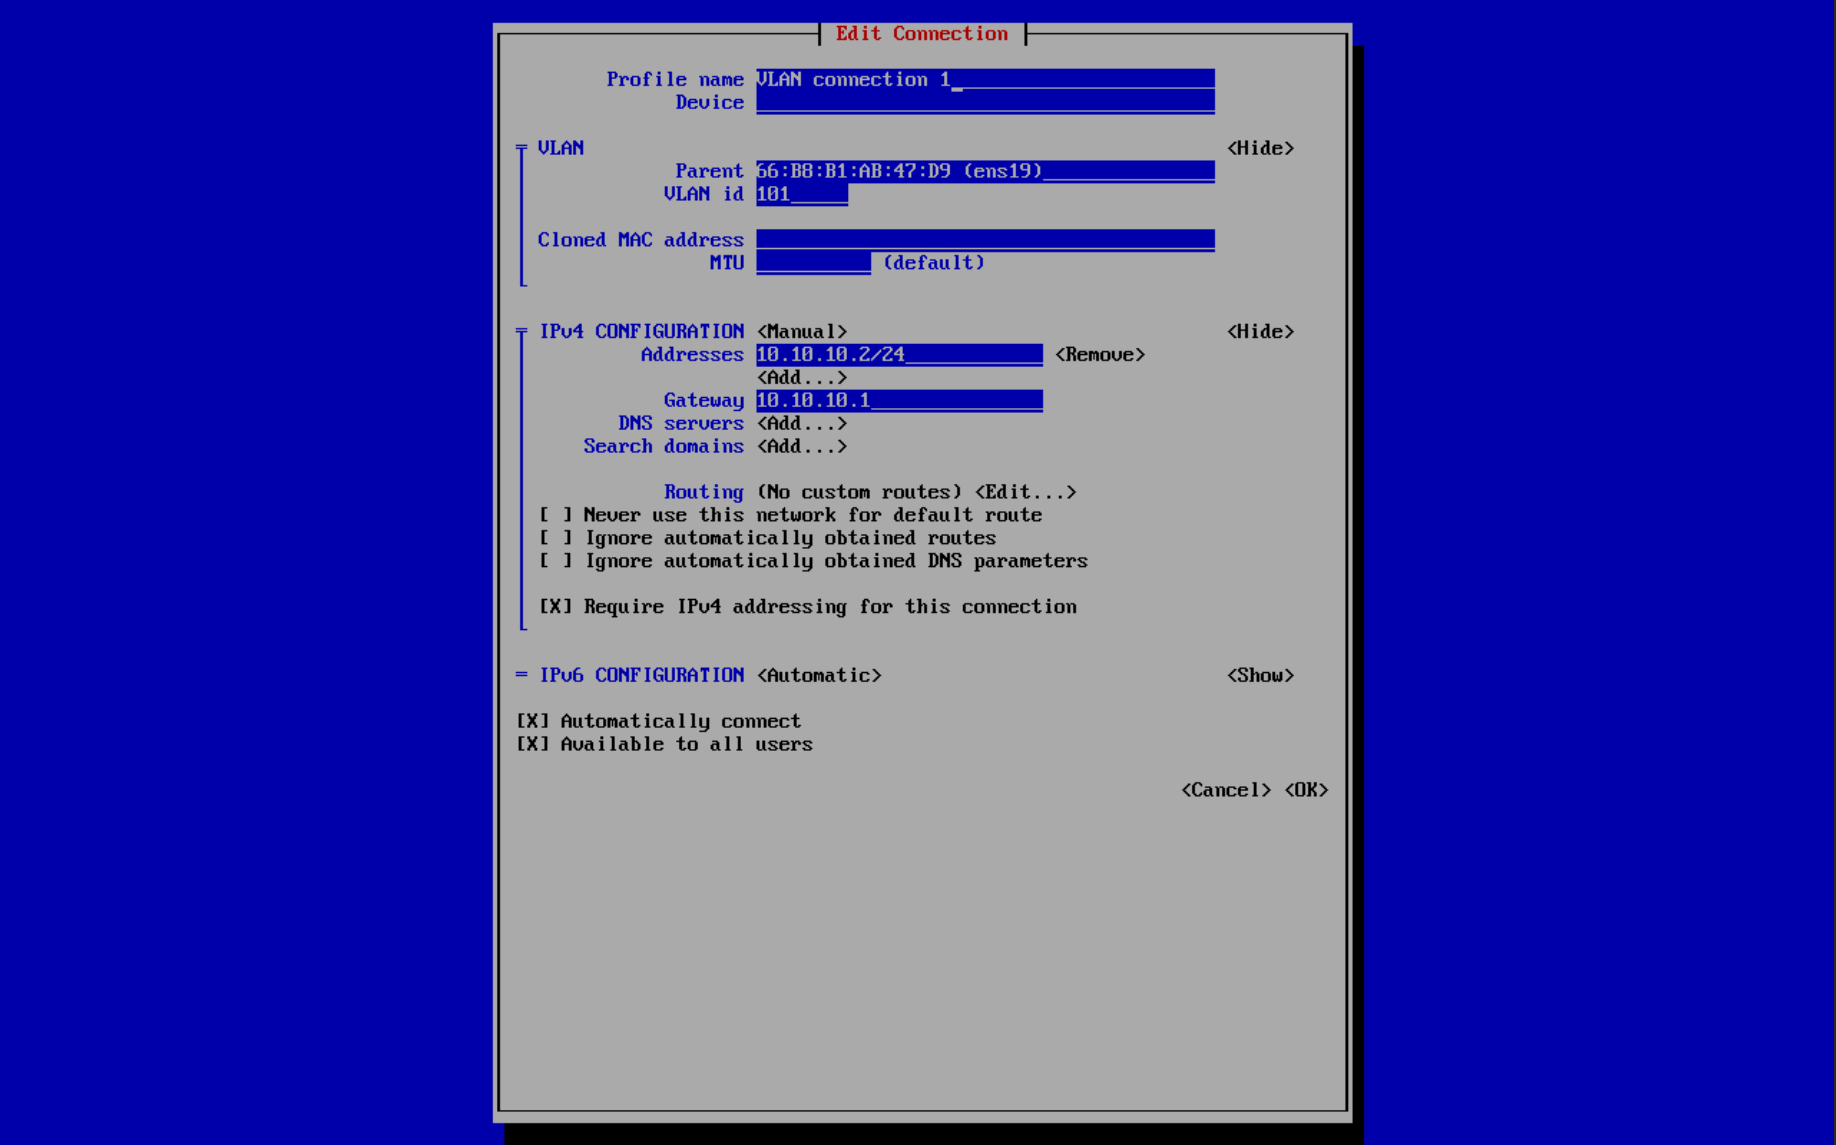 Edit Connection
Profile name VLAN connection 1
Device
VLAN <Hide>
Parent 66:B8:B1:AB:47:D9 (ens19)
VLAN id 101
Cloned MAC address
MTU (default)
IPv4 CONFIGURATION <Manual> <Hide>
Addresses 10.10.10.2/24 <Remove>
<Add...>
Gateway 10.10.10.1
DNS servers <Add...>
Search domains <Add...>
Routing (No custom routes) <Edit...>
[ ] Never use this network for default route
[ ] Ignore automatically obtained routes
[ ] Ignore automatically obtained DNS parameters
[X] Require IPv4 addressing for this connection
= IPv6 CONFIGURATION <Automatic> <Show>
[X] Automatically connect
[X] Available to all users
<Cancel> <OK>